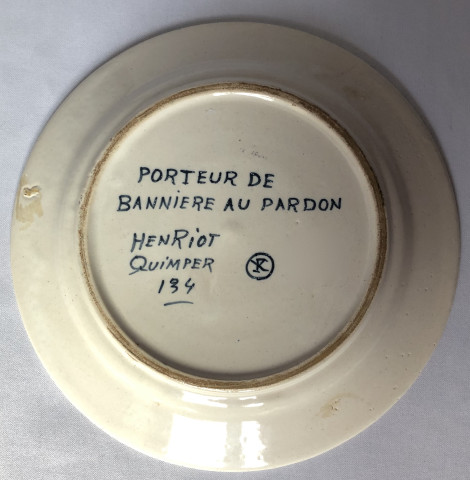 PORTEUR DE
BANNIERE AU PARDON
HENRIOT
QUIMPER
134